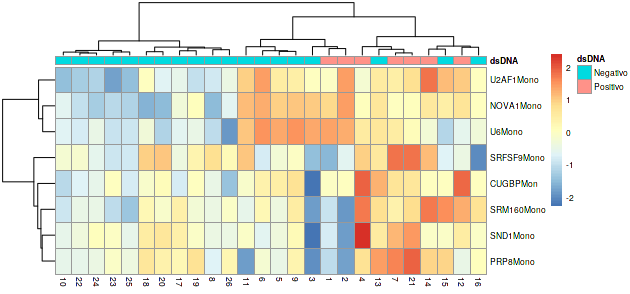 dsDNA
U2AF1Mono
NOVA1Mono
U6Mono
SRFSF9Mono
CUGBPMon
SRM160Mono
SND1Mono
PRP8Mono
10 22 24 23 25 18 20 17 19 8 26 11 6 5 9 3 1 2 4 13 7 21 14 15 12 16
2
1
0
-1
-2
dsDNA
Negativo
Positivo